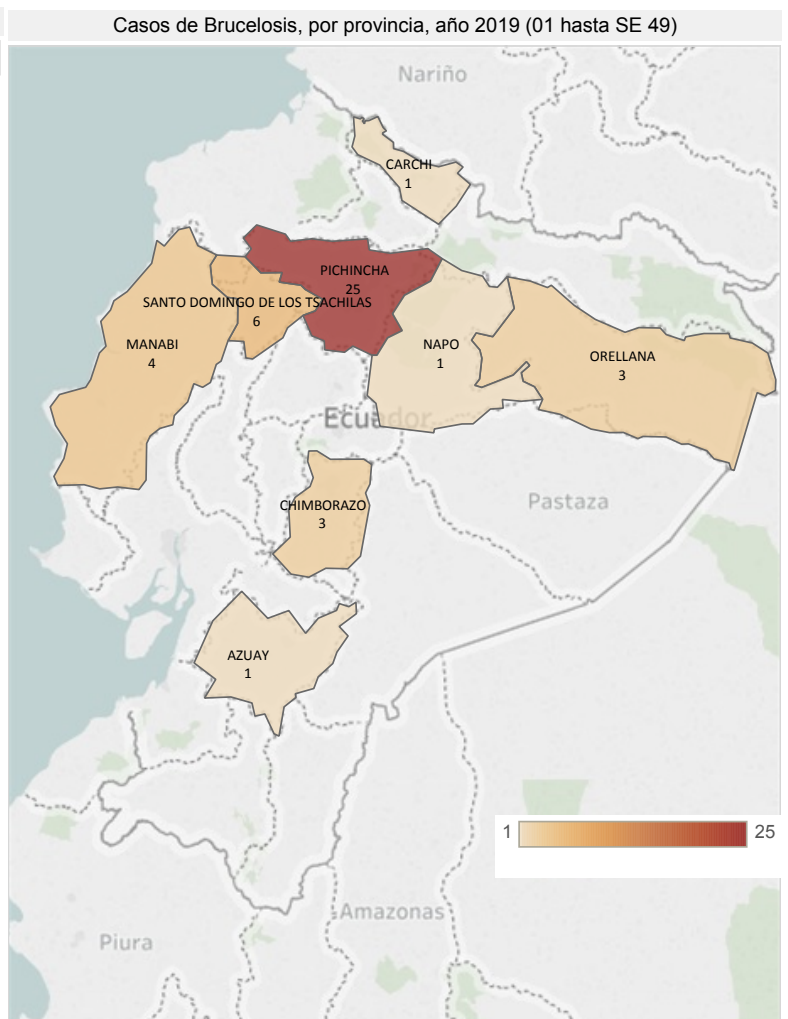 Casos de Brucelosis, por provincia, año 2019 (01 hasta SE 49)
Nariño
CARCHI
1
PICHINCHA
25
SANTO DOMINGO DE LOS TSACHILAS
6
MANABI
4
NAPO
1
ORELLANA
3
Ecuador
CHIMBORAZO
3
Pastaza
AZUAY
1
1
25
Amazonas
Piura